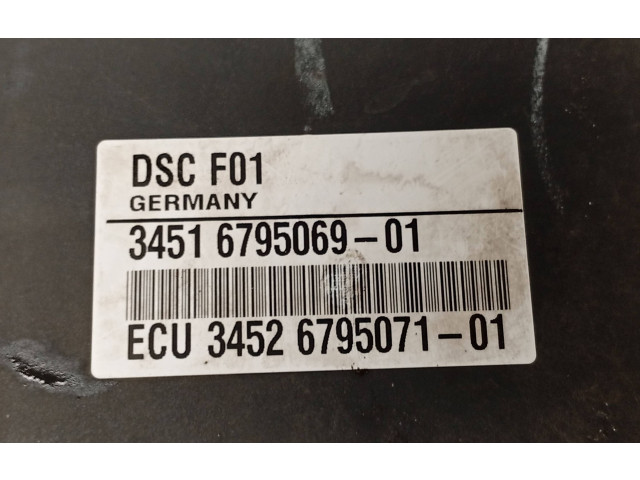 DSC F01
GERMANY
3451 6795069-01
ECU 3452 6795071-01